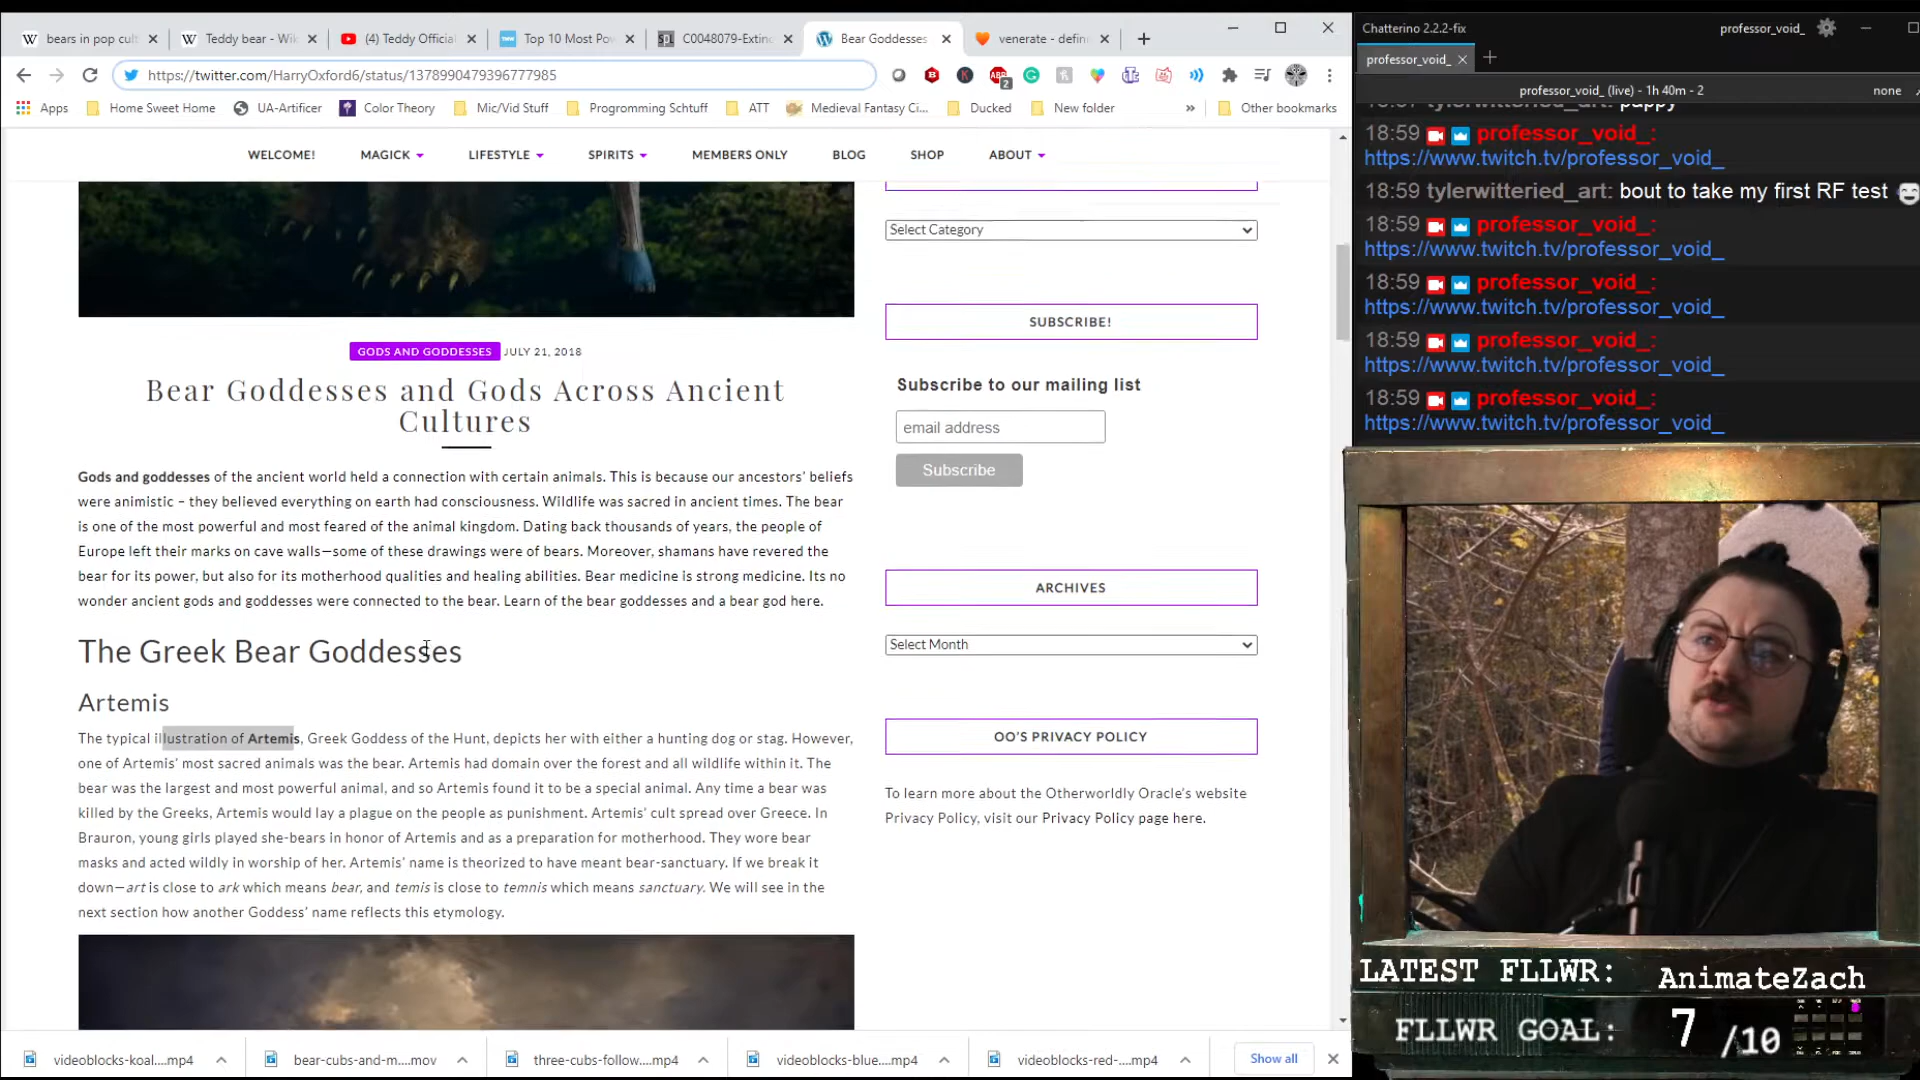 bears in pop cul
Teddy bear - Wik
(4) Teddy Official
Top 10 Most Pow
C0048079-Extinc
Bear Goddesses
venerate - defin
https://twitter.com/HarryOxford6/status/1378990479396777985
Apps
Home Sweet Home
UA-Artificer
Color Theory
Mic/Vid Stuff
Programming Schtuff
ATT
Medieval Fantasy Ci...
Ducked
New folder
»
Other bookmarks
WELCOME!
MAGICK
LIFESTYLE
SPIRITS
MEMBERS ONLY
BLOG
SHOP
ABOUT
GODS AND GODDESSES JULY 21, 2018
Bear Goddesses and Gods Across Ancient
Cultures
Gods and goddesses of the ancient world held a connection with certain animals. This is because our ancestors' beliefs
were animistic – they believed everything on earth had consciousness. Wildlife was sacred in ancient times. The bear
is one of the most powerful and most feared of the animal kingdom. Dating back thousands of years, the people of
Europe left their marks on cave walls—some of these drawings were of bears. Moreover, shamans have revered the
bear for its power, but also for its motherhood qualities and healing abilities. Bear medicine is strong medicine. Its no
wonder ancient gods and goddesses were connected to the bear. Learn of the bear goddesses and a bear god here.
The Greek Bear Goddesses
Artemis
The typical illustration of Artemis, Greek Goddess of the Hunt, depicts her with either a hunting dog or stag. However,
one of Artemis' most sacred animals was the bear. Artemis had domain over the forest and all wildlife within it. The
bear was the largest and most powerful animal, and so Artemis found it to be a special animal. Any time a bear was
killed by the Greeks, Artemis would lay a plague on the people as punishment. Artemis' cult spread over Greece. In
Brauron, young girls played she-bears in honor of Artemis and as a preparation for motherhood. They wore bear
masks and acted wildly in worship of her. Artemis' name is theorized to have meant bear-sanctuary. If we break it
down—art is close to ark which means bear, and temis is close to temnis which means sanctuary. We will see in the
next section how another Goddess' name reflects this etymology.
Select Category
SUBSCRIBE!
Subscribe to our mailing list
email address
Subscribe
ARCHIVES
Select Month
OO'S PRIVACY POLICY
To learn more about the Otherworldly Oracle's website
Privacy Policy, visit our Privacy Policy page here.
videoblocks-koal....mp4
bear-cubs-and-m....mov
three-cubs-follow....mp4
videoblocks-blue....mp4
videoblocks-red-....mp4
Show all
Chatterino 2.2.2-fix
professor_void_
professor_void_
professor_void_ (live) - 1h 40m - 2
none
tylerwitteried_art: puppy
18:59 professor_void_:
https://www.twitch.tv/professor_void_
18:59 tylerwitteried_art: bout to take my first RF test
18:59 professor_void_:
https://www.twitch.tv/professor_void_
18:59 professor_void_:
https://www.twitch.tv/professor_void_
18:59 professor_void_:
https://www.twitch.tv/professor_void_
18:59 professor_void_:
https://www.twitch.tv/professor_void_
LATEST FLLWR: AnimateZach
FLLWR GOAL: 7 /10